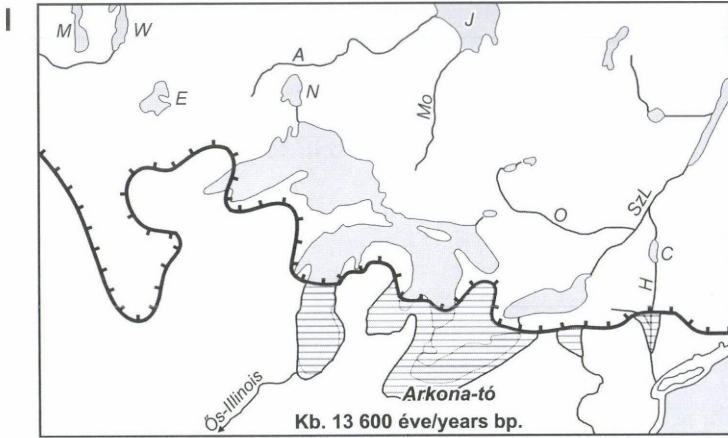 I
M
W
J
A
E
N
Mo
O
SzL
C
H
Ős-Illinois
Arkona-tó
Kb. 13 600 éve/years bp.